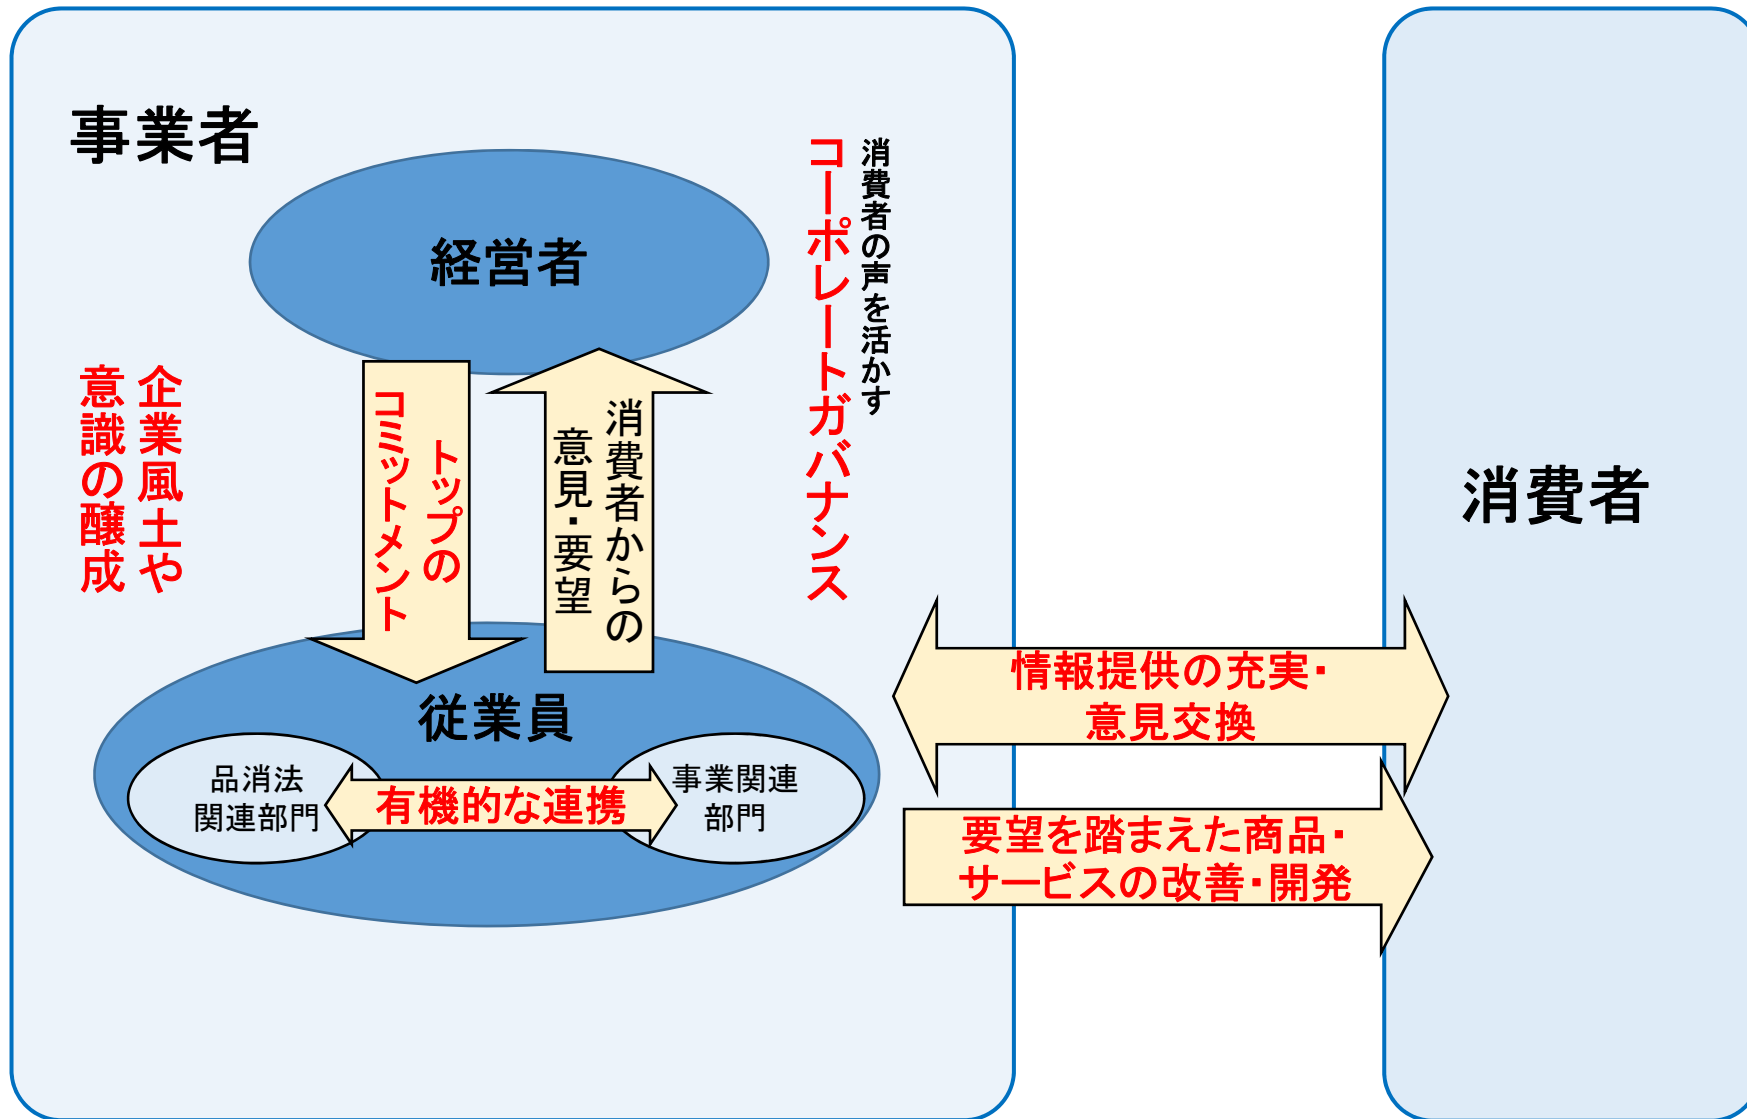 事業者
経営者
消費者の声を活かす
コーポレートガバナンス
企業風土や
意識の醸成
トップの
コミットメント
消費者からの
意見・要望
従業員
品消法
関連部門
有機的な連携
事業関連
部門
消費者
情報提供の充実・
意見交換
要望を踏まえた商品・
サービスの改善・開発